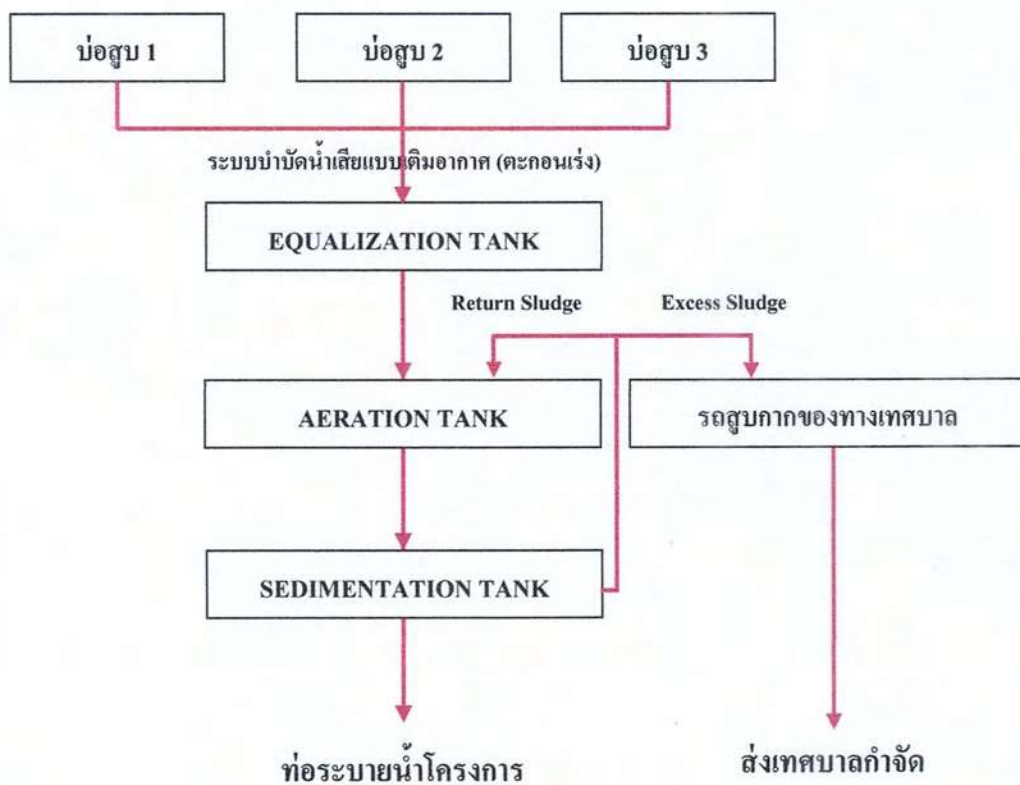 บ่อสูบ 1
บ่อสูบ 2
บ่อสูบ 3
ระบบบำบัดน้ำเสียแบบเติมอากาศ (ตะกอนเร่ง)
EQUALIZATION TANK
Return Sludge
Excess Sludge
AERATION TANK
รถสูบกากของทางเทศบาล
SEDIMENTATION TANK
ท่อระบายน้ำโครงการ
ส่งเทศบาลกำจัด